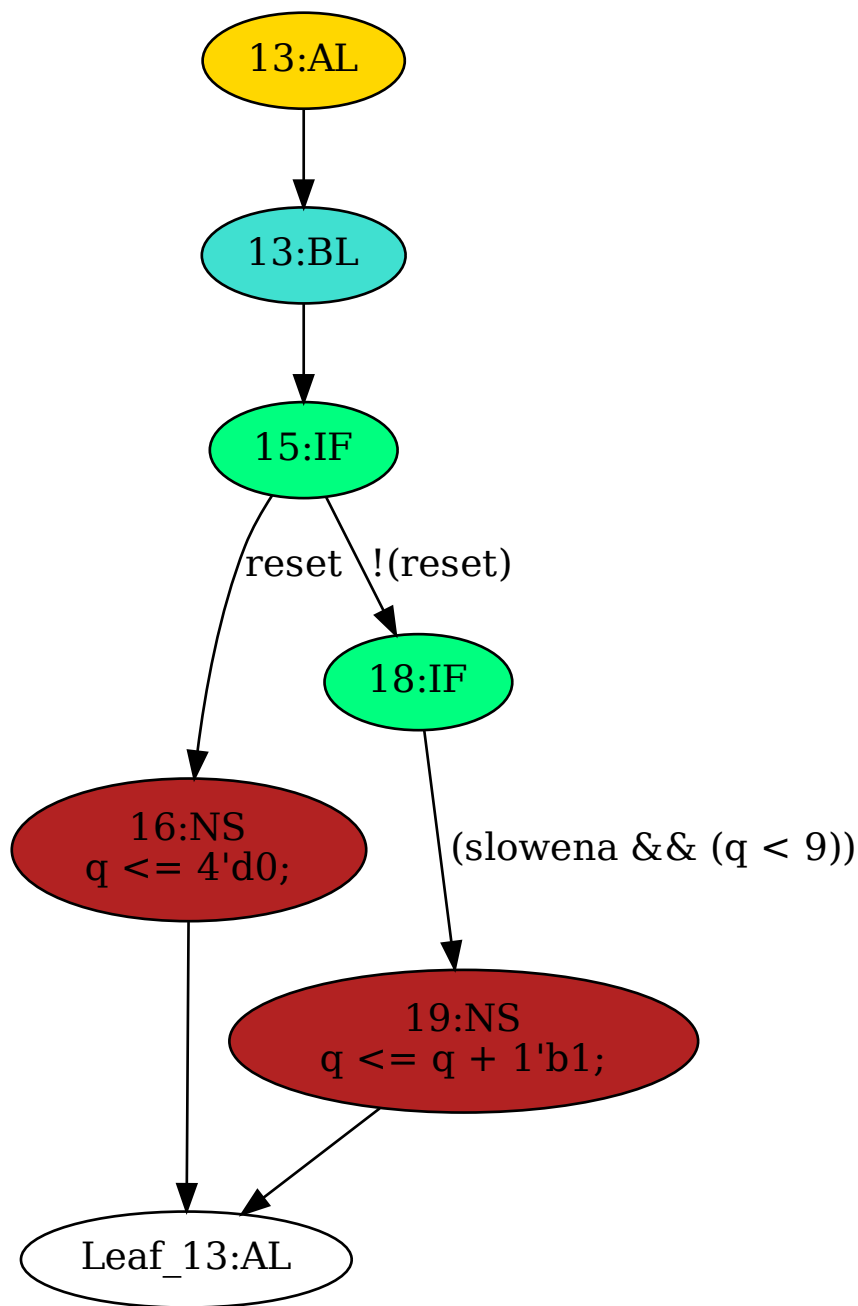 13:AL
13:BL
15:IF
reset
!(reset)
18:IF
16:NS
q <= 4'd0;
(slowena && (q < 9))
19:NS
q <= q + 1'b1;
Leaf_13:AL